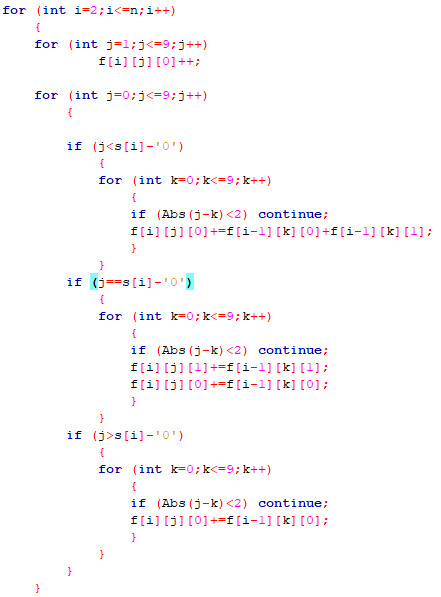 for (int i=2;i<=n;i++)
{
for (int j=1;j<=9;j++)
f[i][j][0]++;
for (int j=0;j<=9;j++)
{
if (j<s[i]-'0')
{
for (int k=0;k<=9;k++)
{
if (Abs(j-k)<2) continue;
f[i][j][0]+=f[i-1][k][0]+f[i-1][k][1];
}
}
if (j==s[i]-'0')
{
for (int k=0;k<=9;k++)
{
if (Abs(j-k)<2) continue;
f[i][j][1]+=f[i-1][k][1];
f[i][j][0]+=f[i-1][k][0];
}
}
if (j>s[i]-'0')
{
for (int k=0;k<=9;k++)
{
if (Abs(j-k)<2) continue;
f[i][j][0]+=f[i-1][k][0];
}
}
}
}